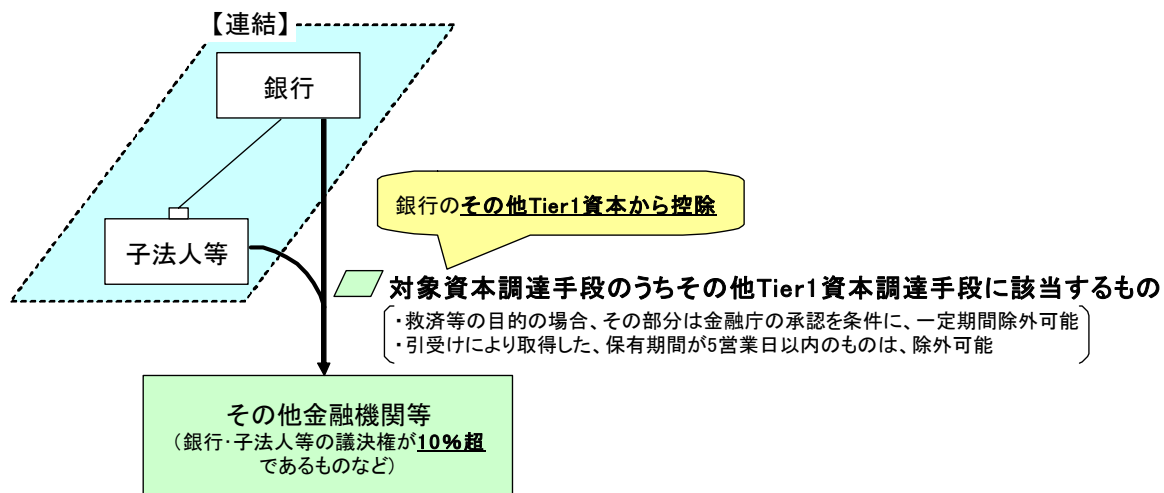 【連結】
銀行
子法人等
銀行のその他Tier1資本から控除
対象資本調達手段のうちその他Tier1資本調達手段に該当するもの
・救済等の目的の場合、その部分は金融庁の承認を条件に、一定期間除外可能
・引受けにより取得した、保有期間が5営業日以内のものは、除外可能
その他金融機関等
（銀行・子法人等の議決権が10％超
であるものなど）